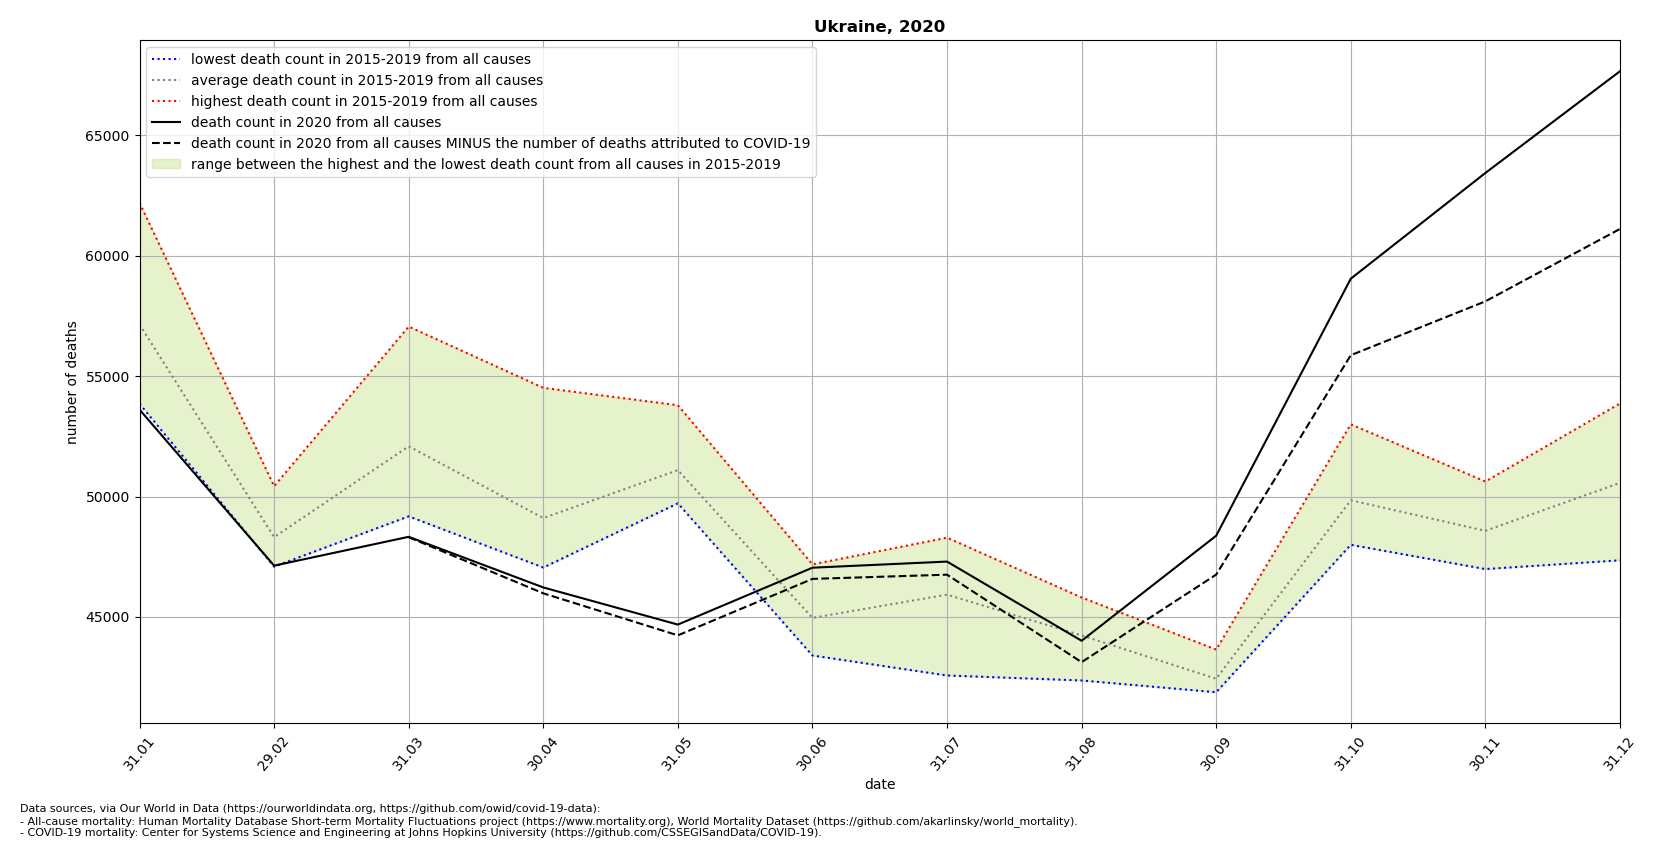 Ukraine, 2020
lowest death count in 2015-2019 from all causes
average death count in 2015-2019 from all causes
highest death count in 2015-2019 from all causes
death count in 2020 from all causes
death count in 2020 from all causes MINUS the number of deaths attributed to COVID-19
range between the highest and the lowest death count from all causes in 2015-2019
65000
60000
55000
50000
45000
number of deaths
31.01
29.02
31.03
30.04
31.05
30.06
31.07
31.08
30.09
31.10
30.11
31.12
date
Data sources, via Our World in Data (https://ourworldindata.org, https://github.com/owid/covid-19-data):
- All-cause mortality: Human Mortality Database Short-term Mortality Fluctuations project (https://www.mortality.org), World Mortality Dataset (https://github.com/akarlinsky/world_mortality).
- COVID-19 mortality: Center for Systems Science and Engineering at Johns Hopkins University (https://github.com/CSSEGISandData/COVID-19).